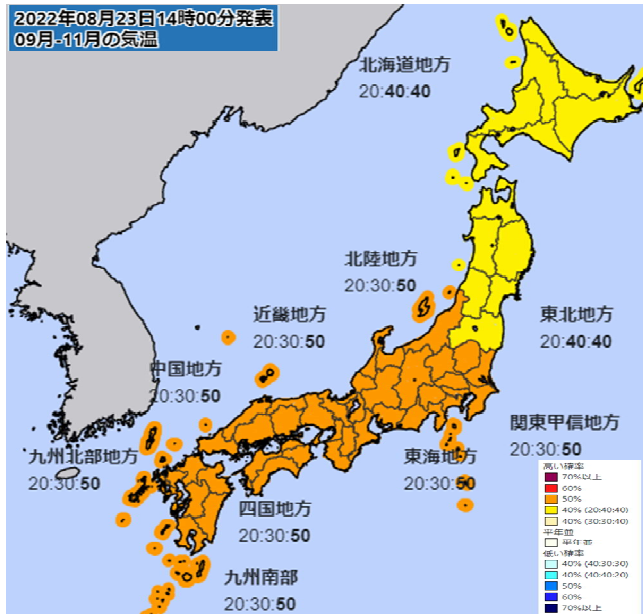 2022年08月23日14時00分発表
09月-11月の気温
北海道地方
20:40:40
北陸地方
20:30:50
近畿地方
20:30:50
東北地方
20:40:40
中国地方
20:30:50
関東甲信地方
20:30:50
九州北部地方
20:30:50
東海地方
20:30:50
四国地方
20:30:50
九州南部
20:30:50
高い確率
70%以上
60%
50%
40% (20:40:40)
40% (30:30:40)
平年並
平年並
低い確率
40% (40:30:30)
40% (40:40:20)
50%
60%
70%以上